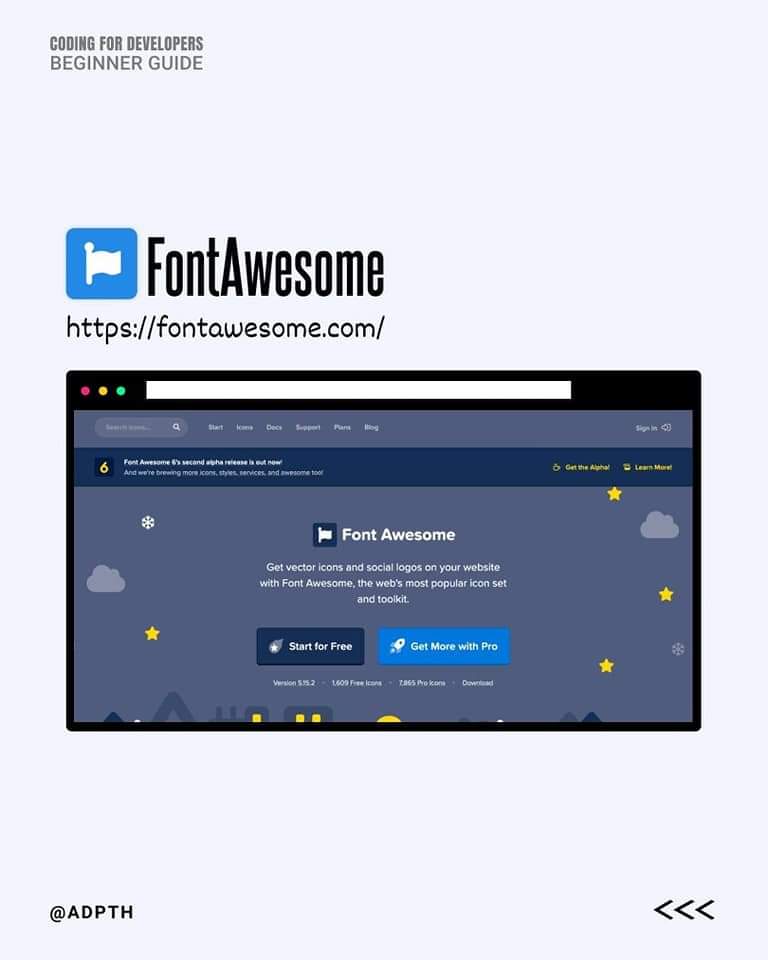 CODING FOR DEVELOPERS
BEGINNER GUIDE
FontAwesome
https://fontawesome.com/
Search icons...
Start Icons Docs Support Plans Blog
Sign In
6
Font Awesome 6's second alpha release is out now!
And we're brewing more icons, styles, services, and awesome too!
Get the Alpha! Learn More!
Font Awesome
Get vector icons and social logos on your website
with Font Awesome, the web's most popular icon set
and toolkit.
Start for Free Get More with Pro
Version 5.15.2 · 1,609 Free Icons · 7,865 Pro Icons · Download
@ADPTH
<<<